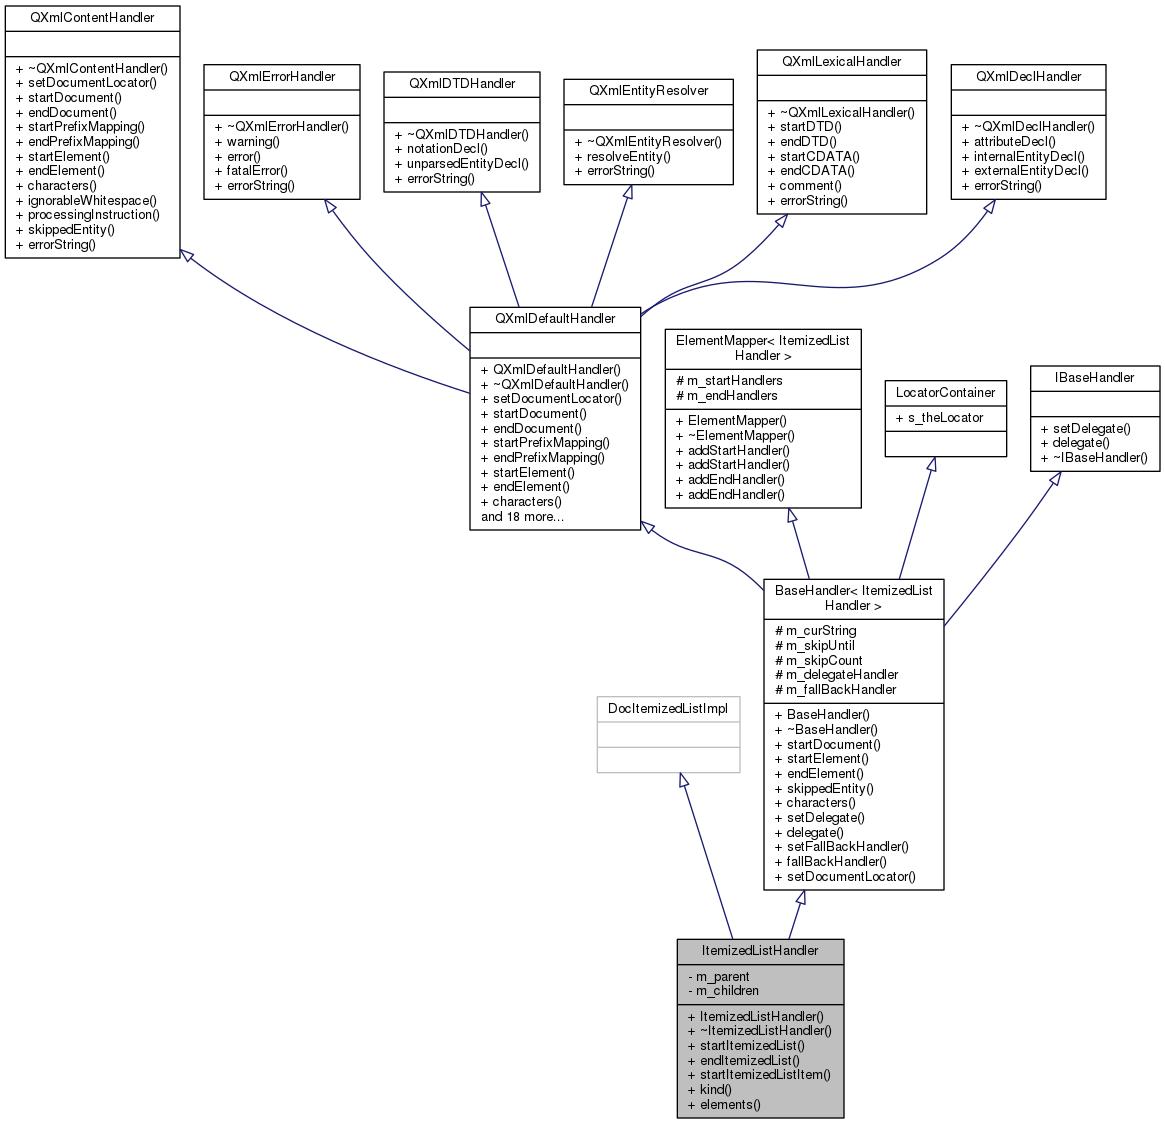 QXmlContentHandler
+ ~QXmlContentHandler()
+ setDocumentLocator()
+ startDocument()
+ endDocument()
+ startPrefixMapping()
+ endPrefixMapping()
+ startElement()
+ endElement()
+ characters()
+ ignorableWhitespace()
+ processingInstruction()
+ skippedEntity()
+ errorString()
QXmlErrorHandler
+ ~QXmlErrorHandler()
+ warning()
+ error()
+ fatalError()
+ errorString()
QXmlDTDHandler
+ ~QXmlDTDHandler()
+ notationDecl()
+ unparsedEntityDecl()
+ errorString()
QXmlEntityResolver
+ ~QXmlEntityResolver()
+ resolveEntity()
+ errorString()
QXmlLexicalHandler
+ ~QXmlLexicalHandler()
+ startDTD()
+ endDTD()
+ startCDATA()
+ endCDATA()
+ comment()
+ errorString()
QXmlDeclHandler
+ ~QXmlDeclHandler()
+ attributeDecl()
+ internalEntityDecl()
+ externalEntityDecl()
+ errorString()
QXmlDefaultHandler
+ QXmlDefaultHandler()
+ ~QXmlDefaultHandler()
+ setDocumentLocator()
+ startDocument()
+ endDocument()
+ startPrefixMapping()
+ endPrefixMapping()
+ startElement()
+ endElement()
+ characters()
and 18 more...
ElementMapper< ItemizedList
Handler >
# m_startHandlers
# m_endHandlers
+ ElementMapper()
+ ~ElementMapper()
+ addStartHandler()
+ addStartHandler()
+ addEndHandler()
+ addEndHandler()
LocatorContainer
+ s_theLocator
IBaseHandler
+ setDelegate()
+ delegate()
+ ~IBaseHandler()
BaseHandler< ItemizedList
Handler >
# m_curString
# m_skipUntil
# m_skipCount
# m_delegateHandler
# m_fallBackHandler
+ BaseHandler()
+ ~BaseHandler()
+ startDocument()
+ startElement()
+ endElement()
+ skippedEntity()
+ characters()
+ setDelegate()
+ delegate()
+ setFallBackHandler()
+ fallBackHandler()
+ setDocumentLocator()
DocItemizedListImpl
ItemizedListHandler
- m_parent
- m_children
+ ItemizedListHandler()
+ ~ItemizedListHandler()
+ startItemizedList()
+ endItemizedList()
+ startItemizedListItem()
+ kind()
+ elements()